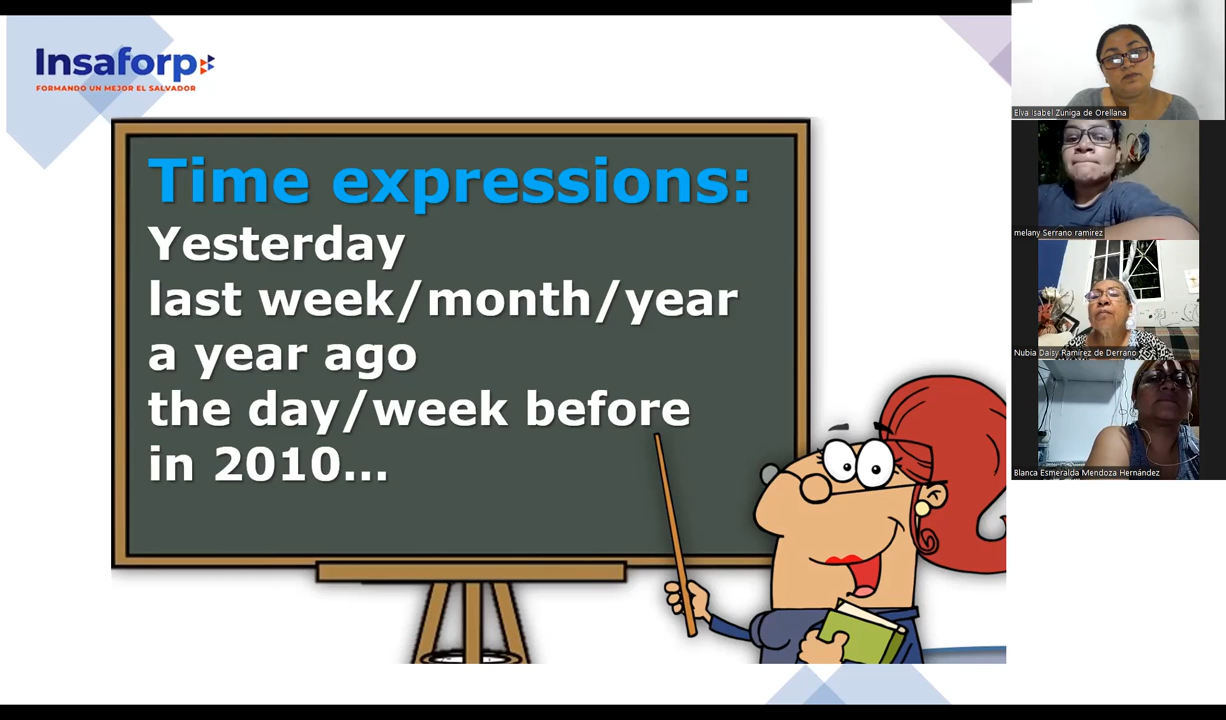 Insaforp
FORMANDO UN MEJOR EL SALVADOR
Time expressions:
Yesterday
last week/month/year
a year ago
the day/week before
in 2010...
Elva Isabel Zuniga de Orellana
melany Serrano ramirez
Nubia Daisy Ramirez de Derrano
Blanca Esmeralda Mendoza Hernández